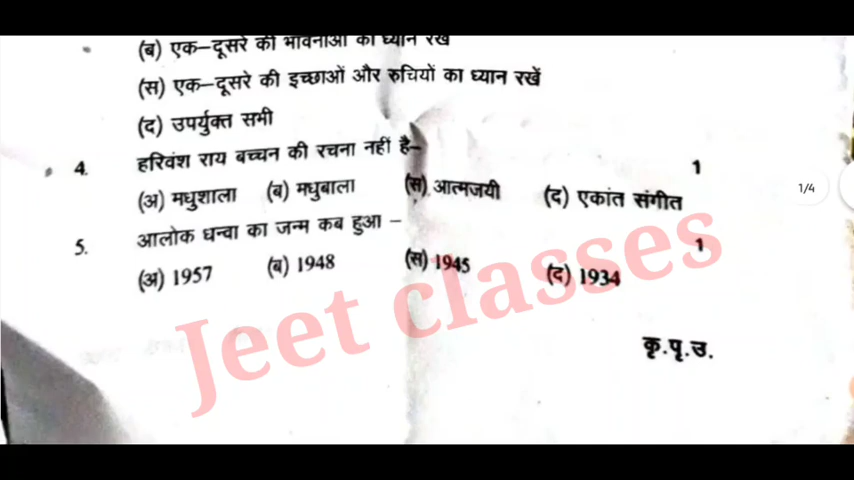 (ब) एक–दूसरे की भावनाओं का ध्यान रखें
(स) एक–दूसरे की इच्छाओं और रुचियों का ध्यान रखें
(द) उपर्युक्त सभी
4. हरिवंश राय बच्चन की रचना नहीं है– 1
(अ) मधुशाला (ब) मधुबाला (स) आत्मजयी (द) एकांत संगीत
5. आलोक धन्वा का जन्म कब हुआ – 1
(अ) 1957 (ब) 1948 (स) 1945 (द) 1934
कृ.पृ.उ.
Jeet classes
1/4